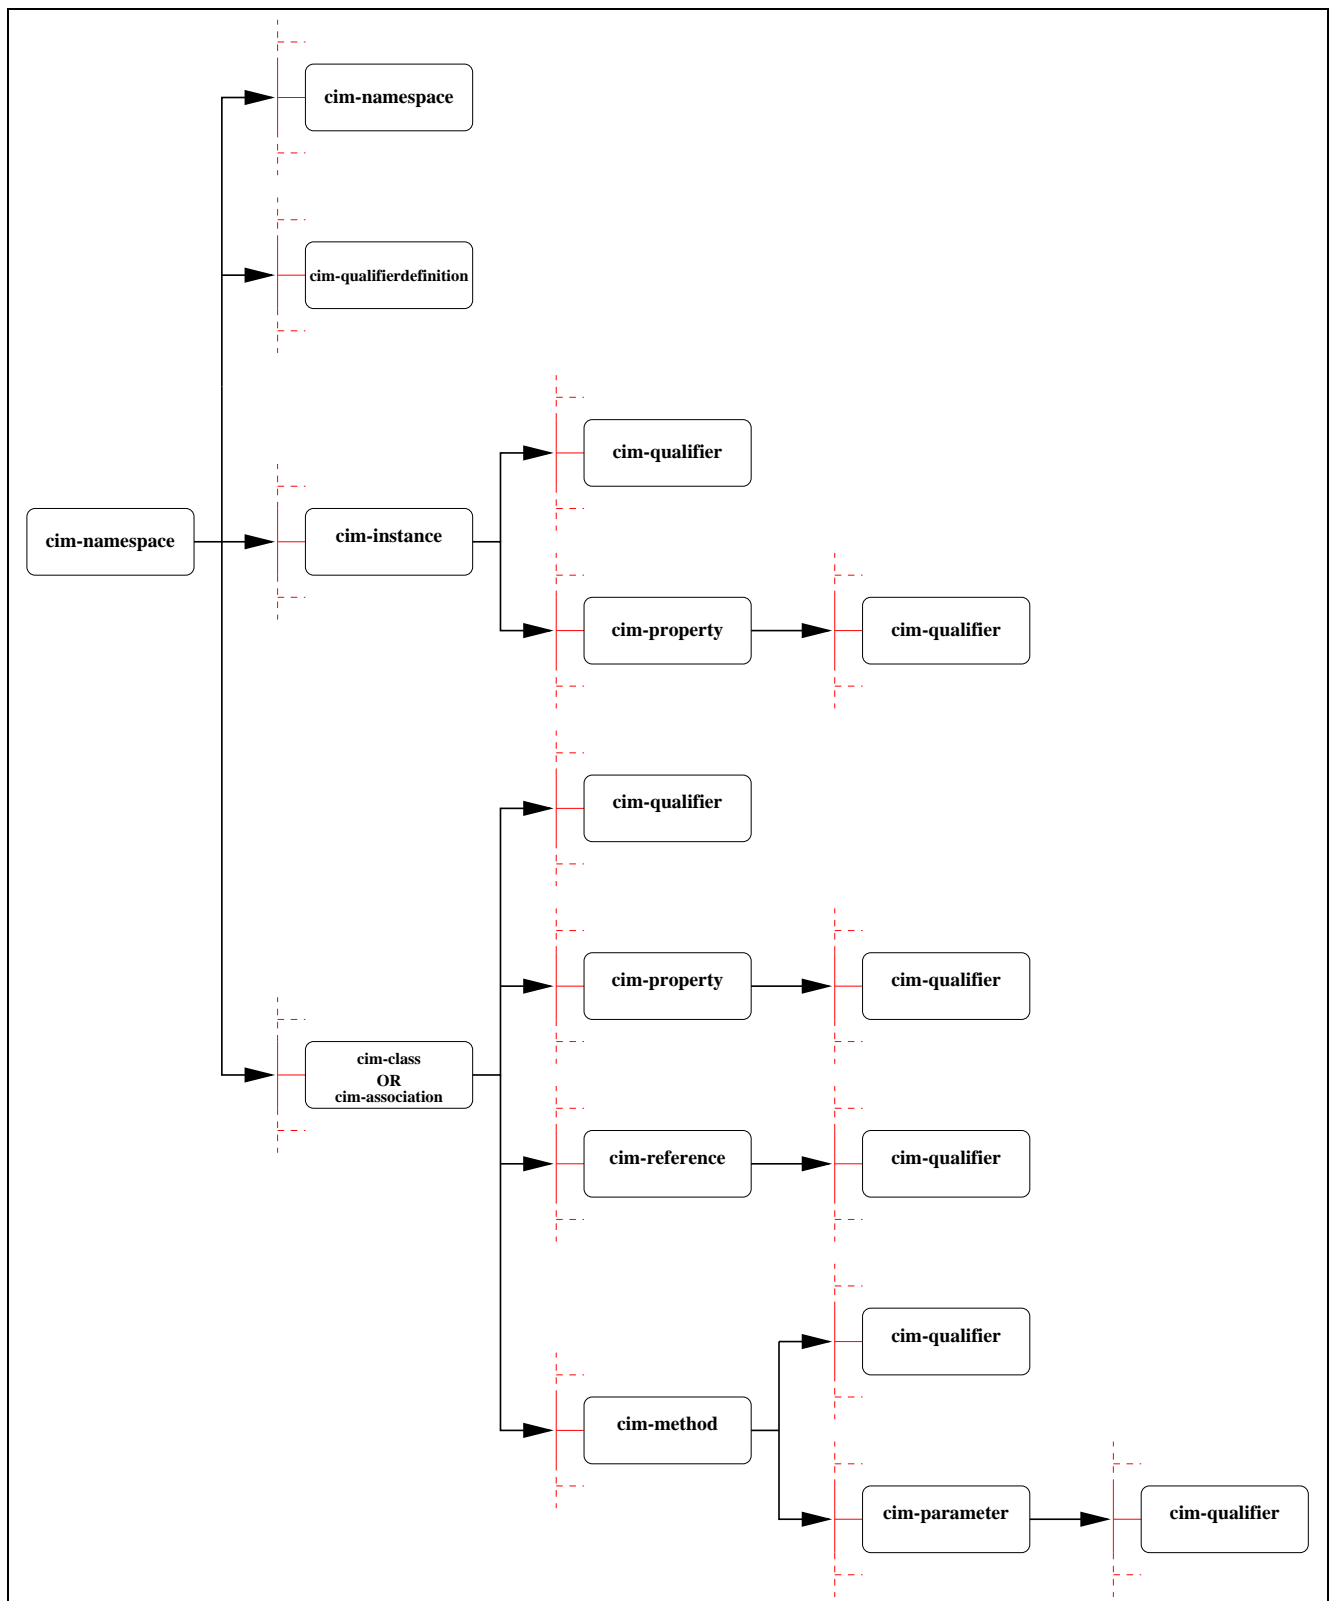 cim-namespace
cim-qualifierdefinition
cim-qualifier
cim-namespace
cim-instance
cim-property
cim-qualifier
cim-qualifier
cim-property
cim-qualifier
cim-class
OR
cim-association
cim-reference
cim-qualifier
cim-qualifier
cim-method
cim-parameter
cim-qualifier